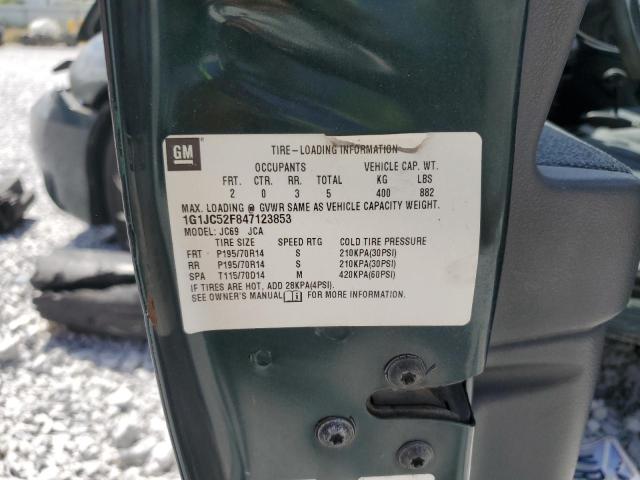 GM
TIRE-LOADING INFORMATION
OCCUPANTS VEHICLE CAP. WT.
FRT. CTR. RR. TOTAL KG LBS
2 0 3 5 400 882
MAX. LOADING @ GVWR SAME AS VEHICLE CAPACITY WEIGHT.
1G1JC52F847123853
MODEL: JC69 JCA
TIRE SIZE SPEED RTG COLD TIRE PRESSURE
FRT P195/70R14 S 210KPA(30PSI)
RR P195/70R14 S 210KPA(30PSI)
SPA T115/70D14 M 420KPA(60PSI)
IF TIRES ARE HOT, ADD 28KPA(4PSI).
SEE OWNER'S MANUAL i FOR MORE INFORMATION.